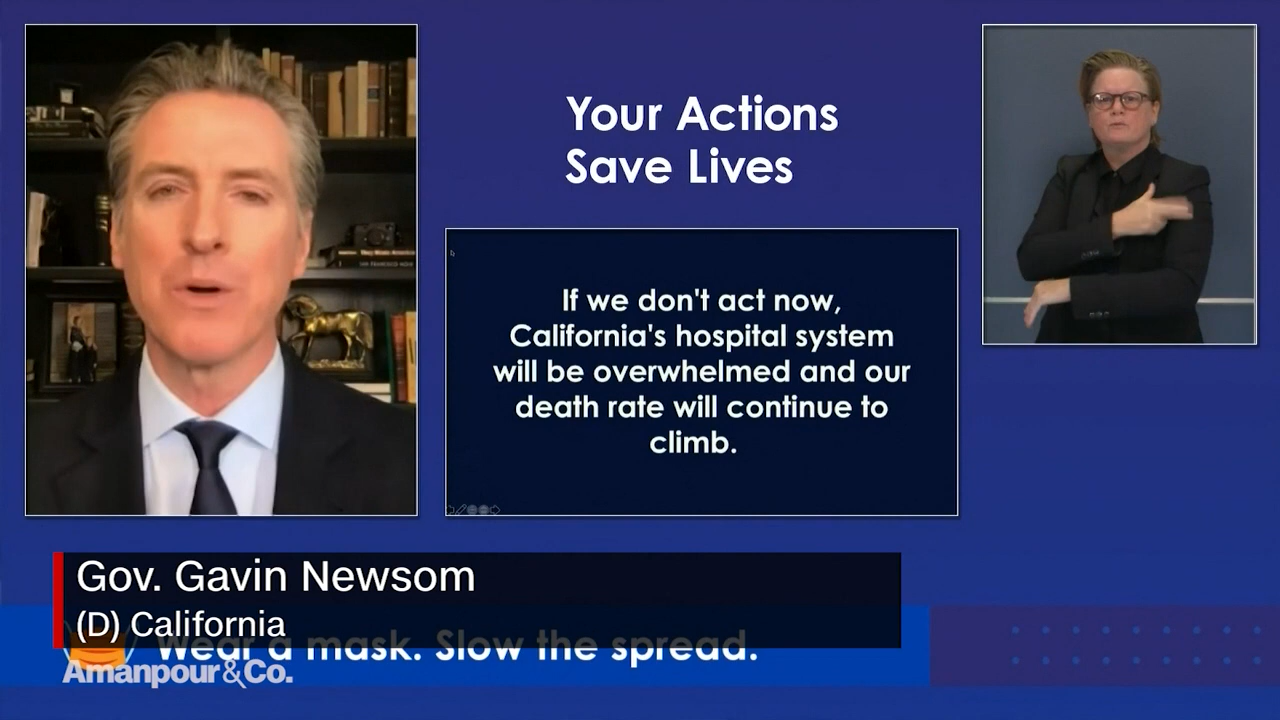 Your Actions
Save Lives
If we don't act now,
California's hospital system
will be overwhelmed and our
death rate will continue to
climb.
Gov. Gavin Newsom
(D) California
Wear a mask. Slow the spread.
Amanpour&Co.